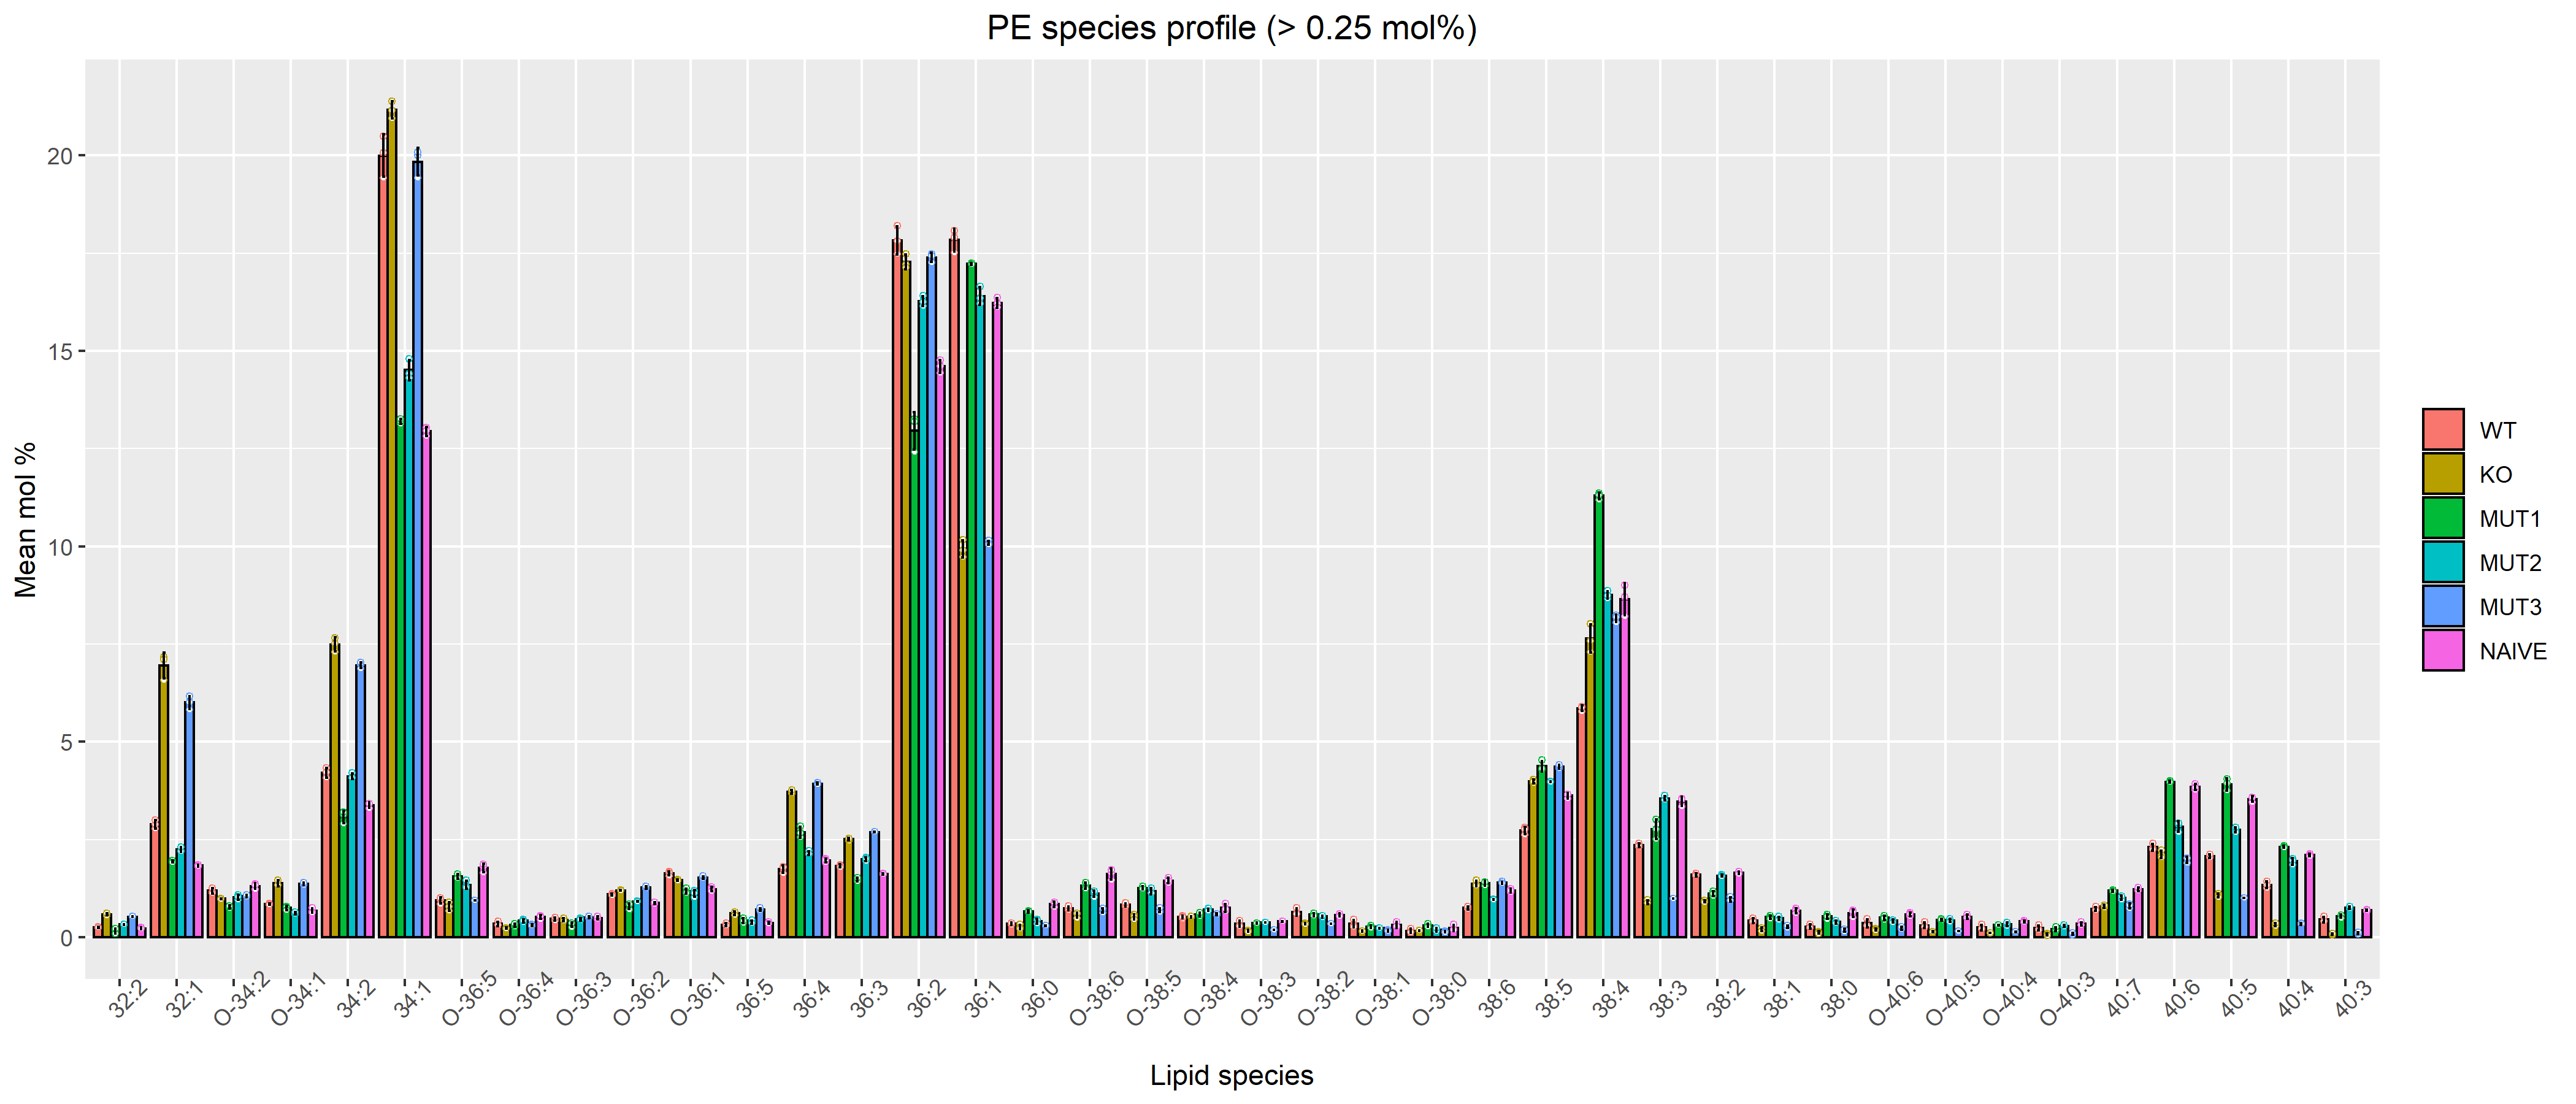 PE species profile (> 0.25 mol%)
Mean mol %
20
15
10
5
0
32:2
32:1
O-34:2
O-34:1
34:2
34:1
O-36:5
O-36:4
O-36:3
O-36:2
O-36:1
36:5
36:4
36:3
36:2
36:1
36:0
O-38:6
O-38:5
O-38:4
O-38:3
O-38:2
O-38:1
O-38:0
38:6
38:5
38:4
38:3
38:2
38:1
38:0
O-40:6
O-40:5
O-40:4
O-40:3
40:7
40:6
40:5
40:4
40:3
Lipid species
WT
KO
MUT1
MUT2
MUT3
NAIVE